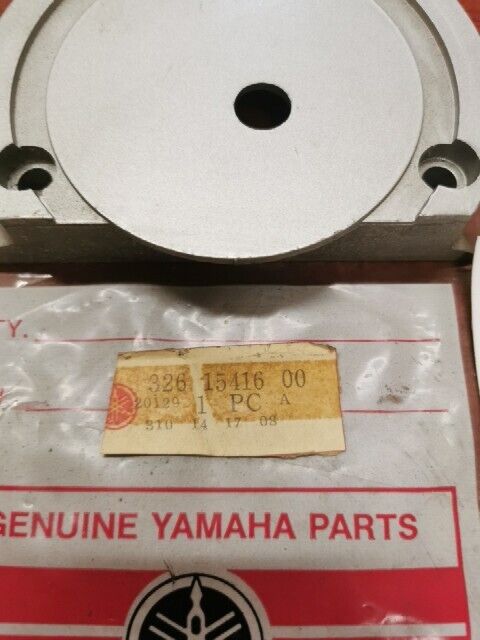 TY.
326 15416 00
20129 1 PC A
310 14 17 08
GENUINE YAMAHA PARTS